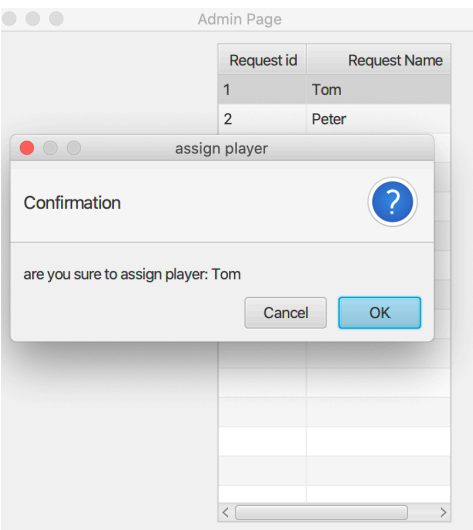 Admin Page
Request id Request Name
1 Tom
2 Peter
assign player
Confirmation
?
are you sure to assign player: Tom
Cancel OK